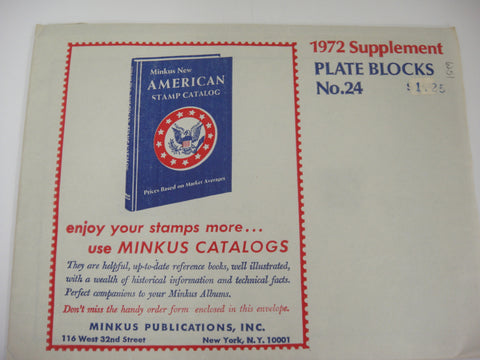 1972 Supplement
PLATE BLOCKS
No.24
$1.25
Minkus New
AMERICAN
STAMP CATALOG
Prices Based on Market Averages
enjoy your stamps more...
use MINKUS CATALOGS
They are helpful, up-to-date reference books, well illustrated,
with a wealth of historical information and technical facts.
Perfect companions to your Minkus Albums.
Don't miss the handy order form enclosed in this envelope.
MINKUS PUBLICATIONS, INC.
116 West 32nd Street New York, N.Y. 10001